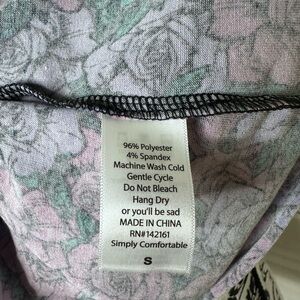 96% Polyester
4% Spandex
Machine Wash Cold
Gentle Cycle
Do Not Bleach
Hang Dry
or you'll be sad
MADE IN CHINA
RN#142161
Simply Comfortable
S